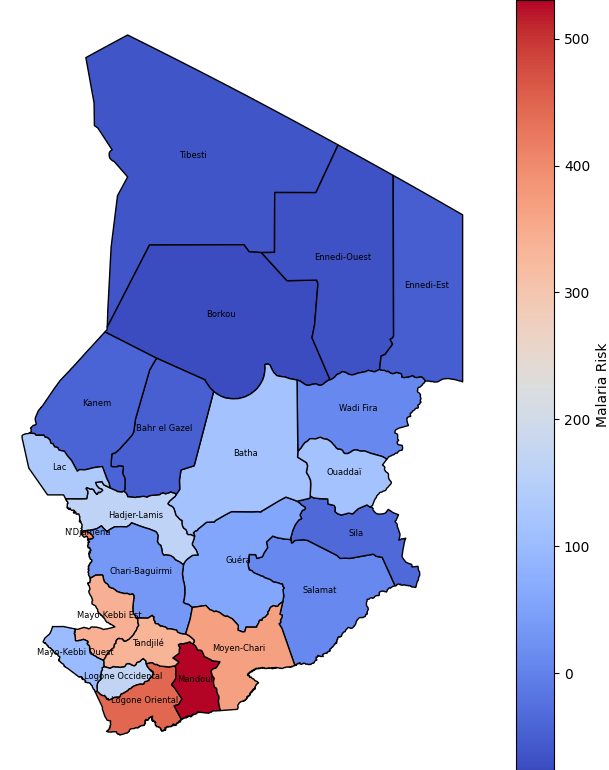 500
Tibesti
400
Ennedi-Ouest
Ennedi-Est
300
Borkou
Malaria Risk
Kanem
Wadi Fira
Bahr el Gazel
200
Batha
Lac
Ouaddaï
Hadjer-Lamis
N'Djamena
Sila
100
Guéra
Chari-Baguirmi
Salamat
Mayo-Kebbi Est
Tandjilé
Moyen-Chari
Mayo-Kebbi Ouest
0
Logone Occidental
Mandoul
Logone Oriental